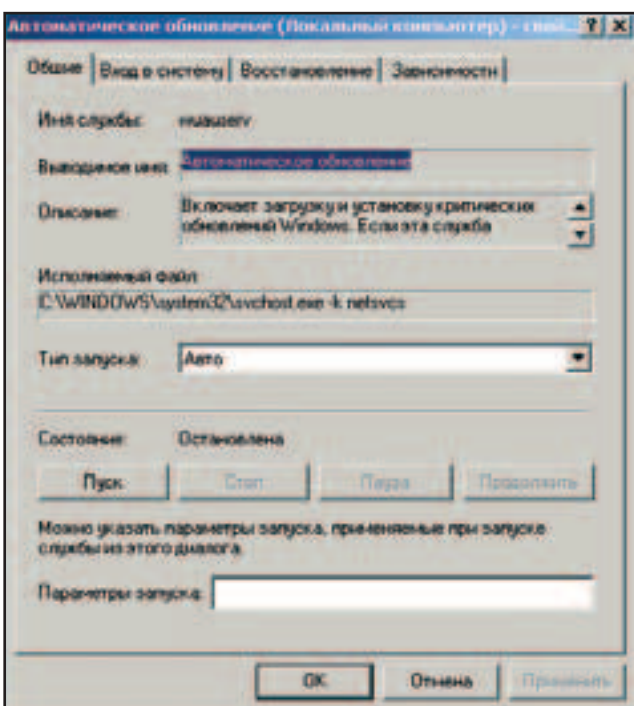 Автоматическое обновление (Локальный компьютер) - свой...
Общие Вход в систему Восстановление Зависимости
Имя службы: wuauserv
Выводимое имя: Автоматическое обновление
Описание: Включает загрузку и установку критических
обновлений Windows. Если эта служба
Исполняемый файл:
C:\WINDOWS\system32\svchost.exe -k netsvcs
Тип запуска: Авто
Состояние: Остановлена
Пуск Стоп Пауза Продолжить
Можно указать параметры запуска, применяемые при запуске
службы из этого диалога.
Параметры запуска:
ОК Отмена Применить